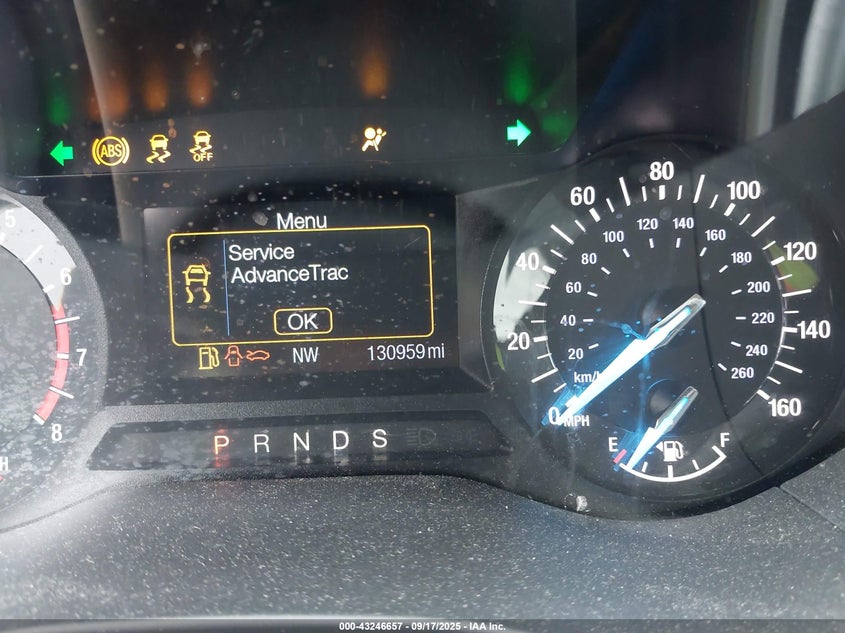 ABS
OFF
Menu
Service
AdvanceTrac
OK
NW 130959 mi
P R N D S
5
6
7
8
H
0
20
40
60
80
100
120
140
160
20
40
60
80
100
120
140
160
180
200
220
240
260
km/
MPH
E F
000-43246657 - 09/17/2025 - IAA Inc.